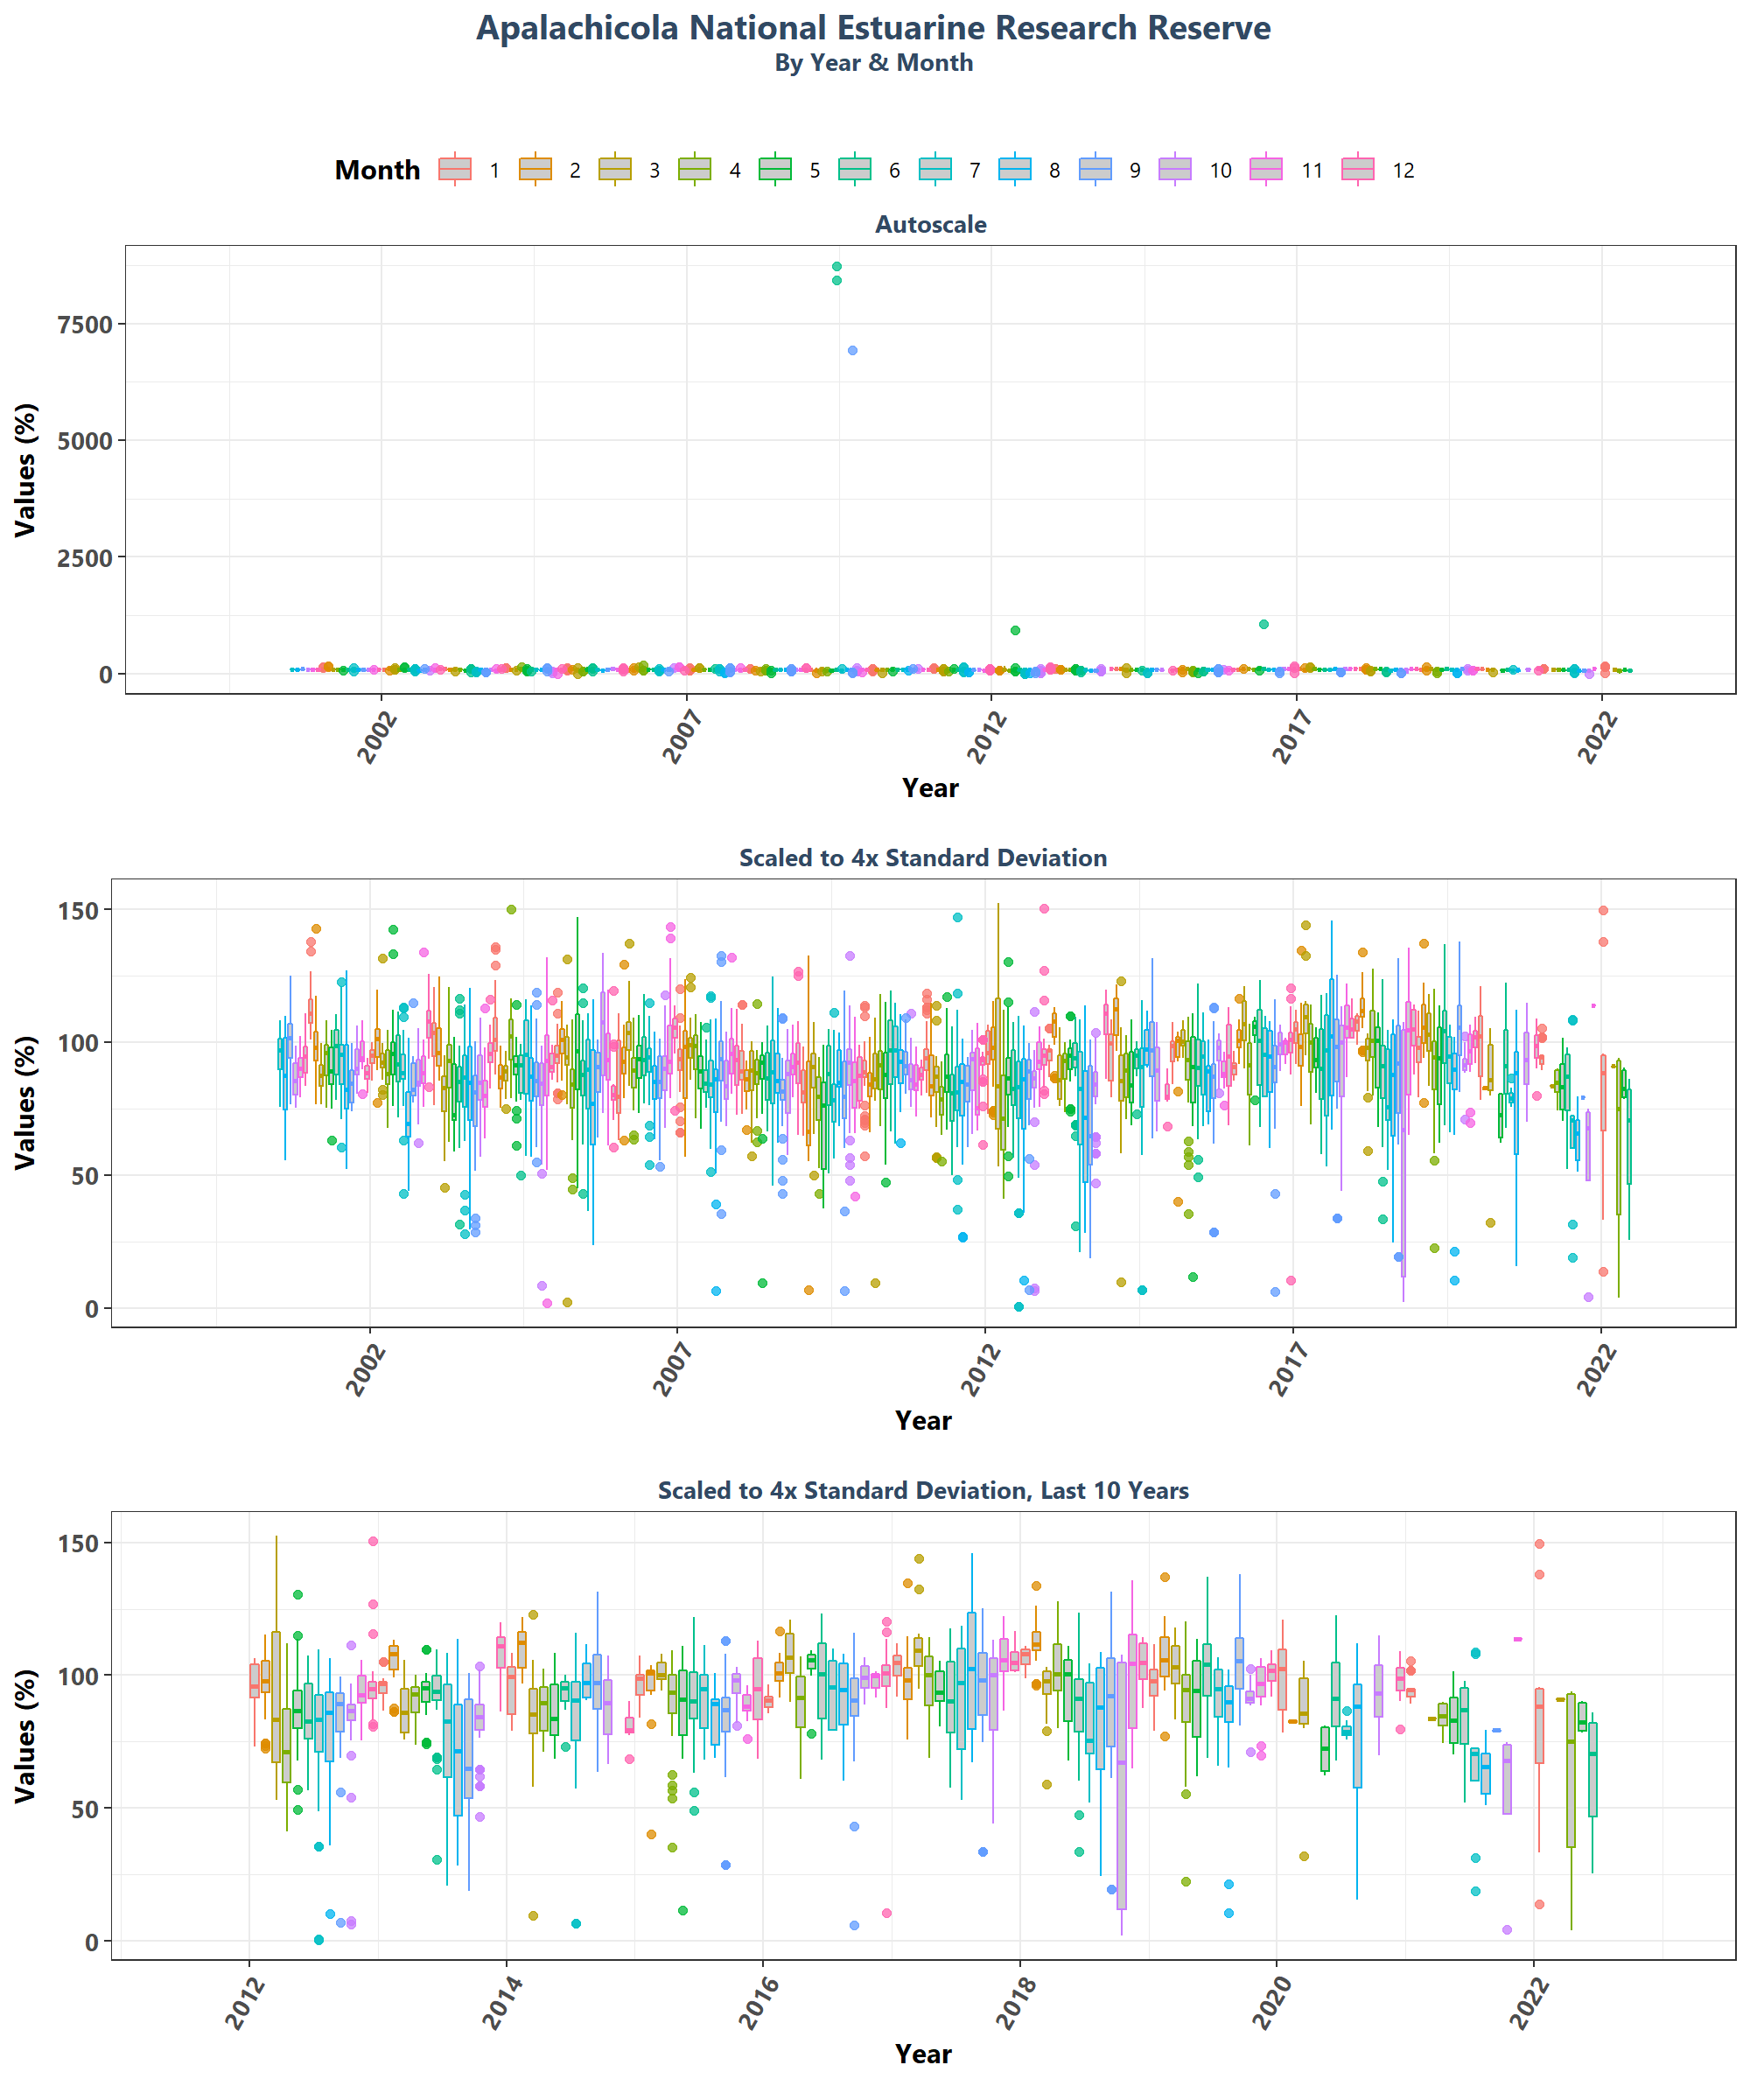 Apalachicola National Estuarine Research Reserve
By Year & Month
Month 1 2 3 4 5 6 7 8 9 10 11 12
Autoscale
Values (%)
7500
5000
2500
0
2002 2007 2012 2017 2022
Year
Scaled to 4x Standard Deviation
Values (%)
150
100
50
0
2002 2007 2012 2017 2022
Year
Scaled to 4x Standard Deviation, Last 10 Years
Values (%)
150
100
50
0
2012 2014 2016 2018 2020 2022
Year